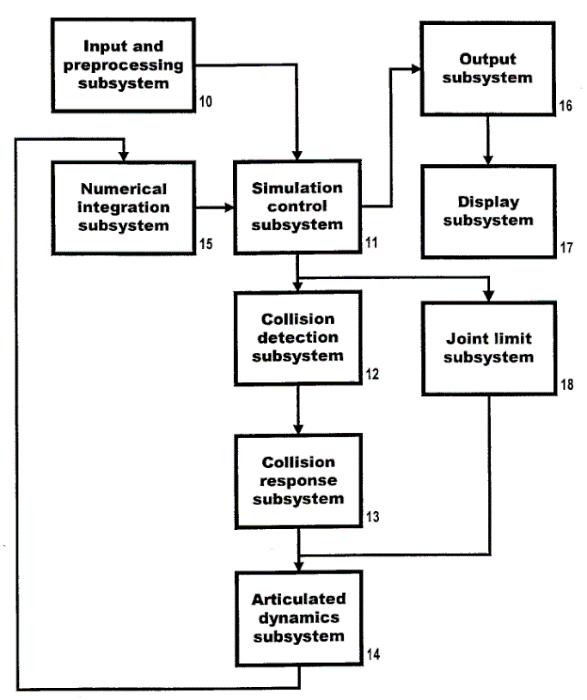 Input and
preprocessing
subsystem
10
Output
subsystem
16
Numerical
integration
subsystem
15
Simulation
control
subsystem
11
Display
subsystem
17
Collision
detection
subsystem
12
Joint limit
subsystem
18
Collision
response
subsystem
13
Articulated
dynamics
subsystem
14